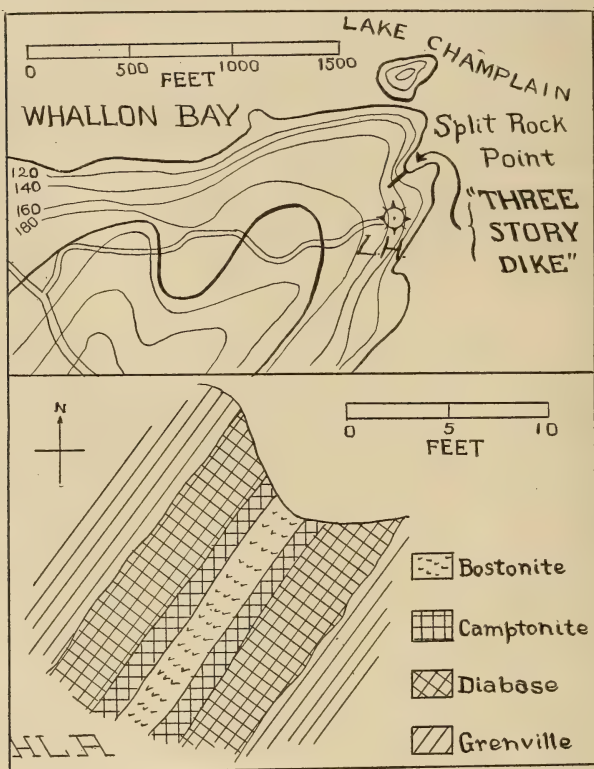 LAKE CHAMPLAIN
0 500 1000 1500
FEET
WHALLON BAY
Split Rock
Point
120
140
160
180
"THREE
STORY
DIKE"
L.H.
N
0 5 10
FEET
Bostonite
Camptonite
Diabase
Grenville
HLA